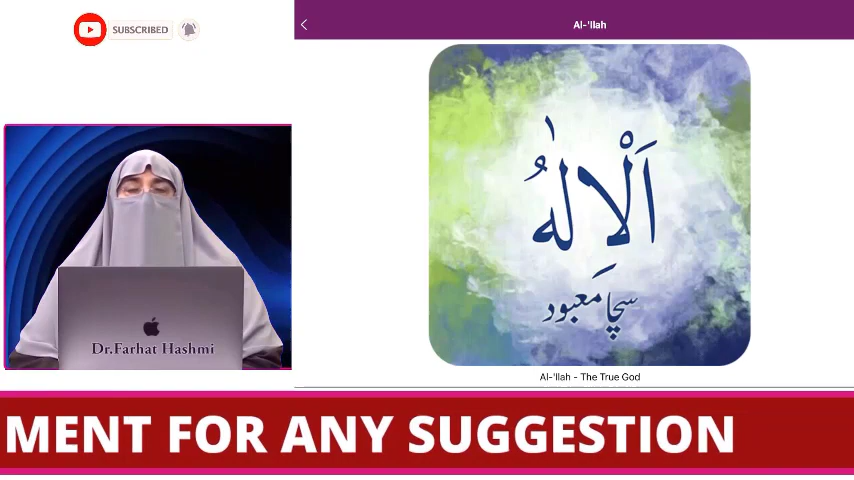 SUBSCRIBED
Al-'Ilah
اَلْاِلٰهُ
سچا معبود
Al-'Ilah - The True God
Dr.Farhat Hashmi
MENT FOR ANY SUGGESTION